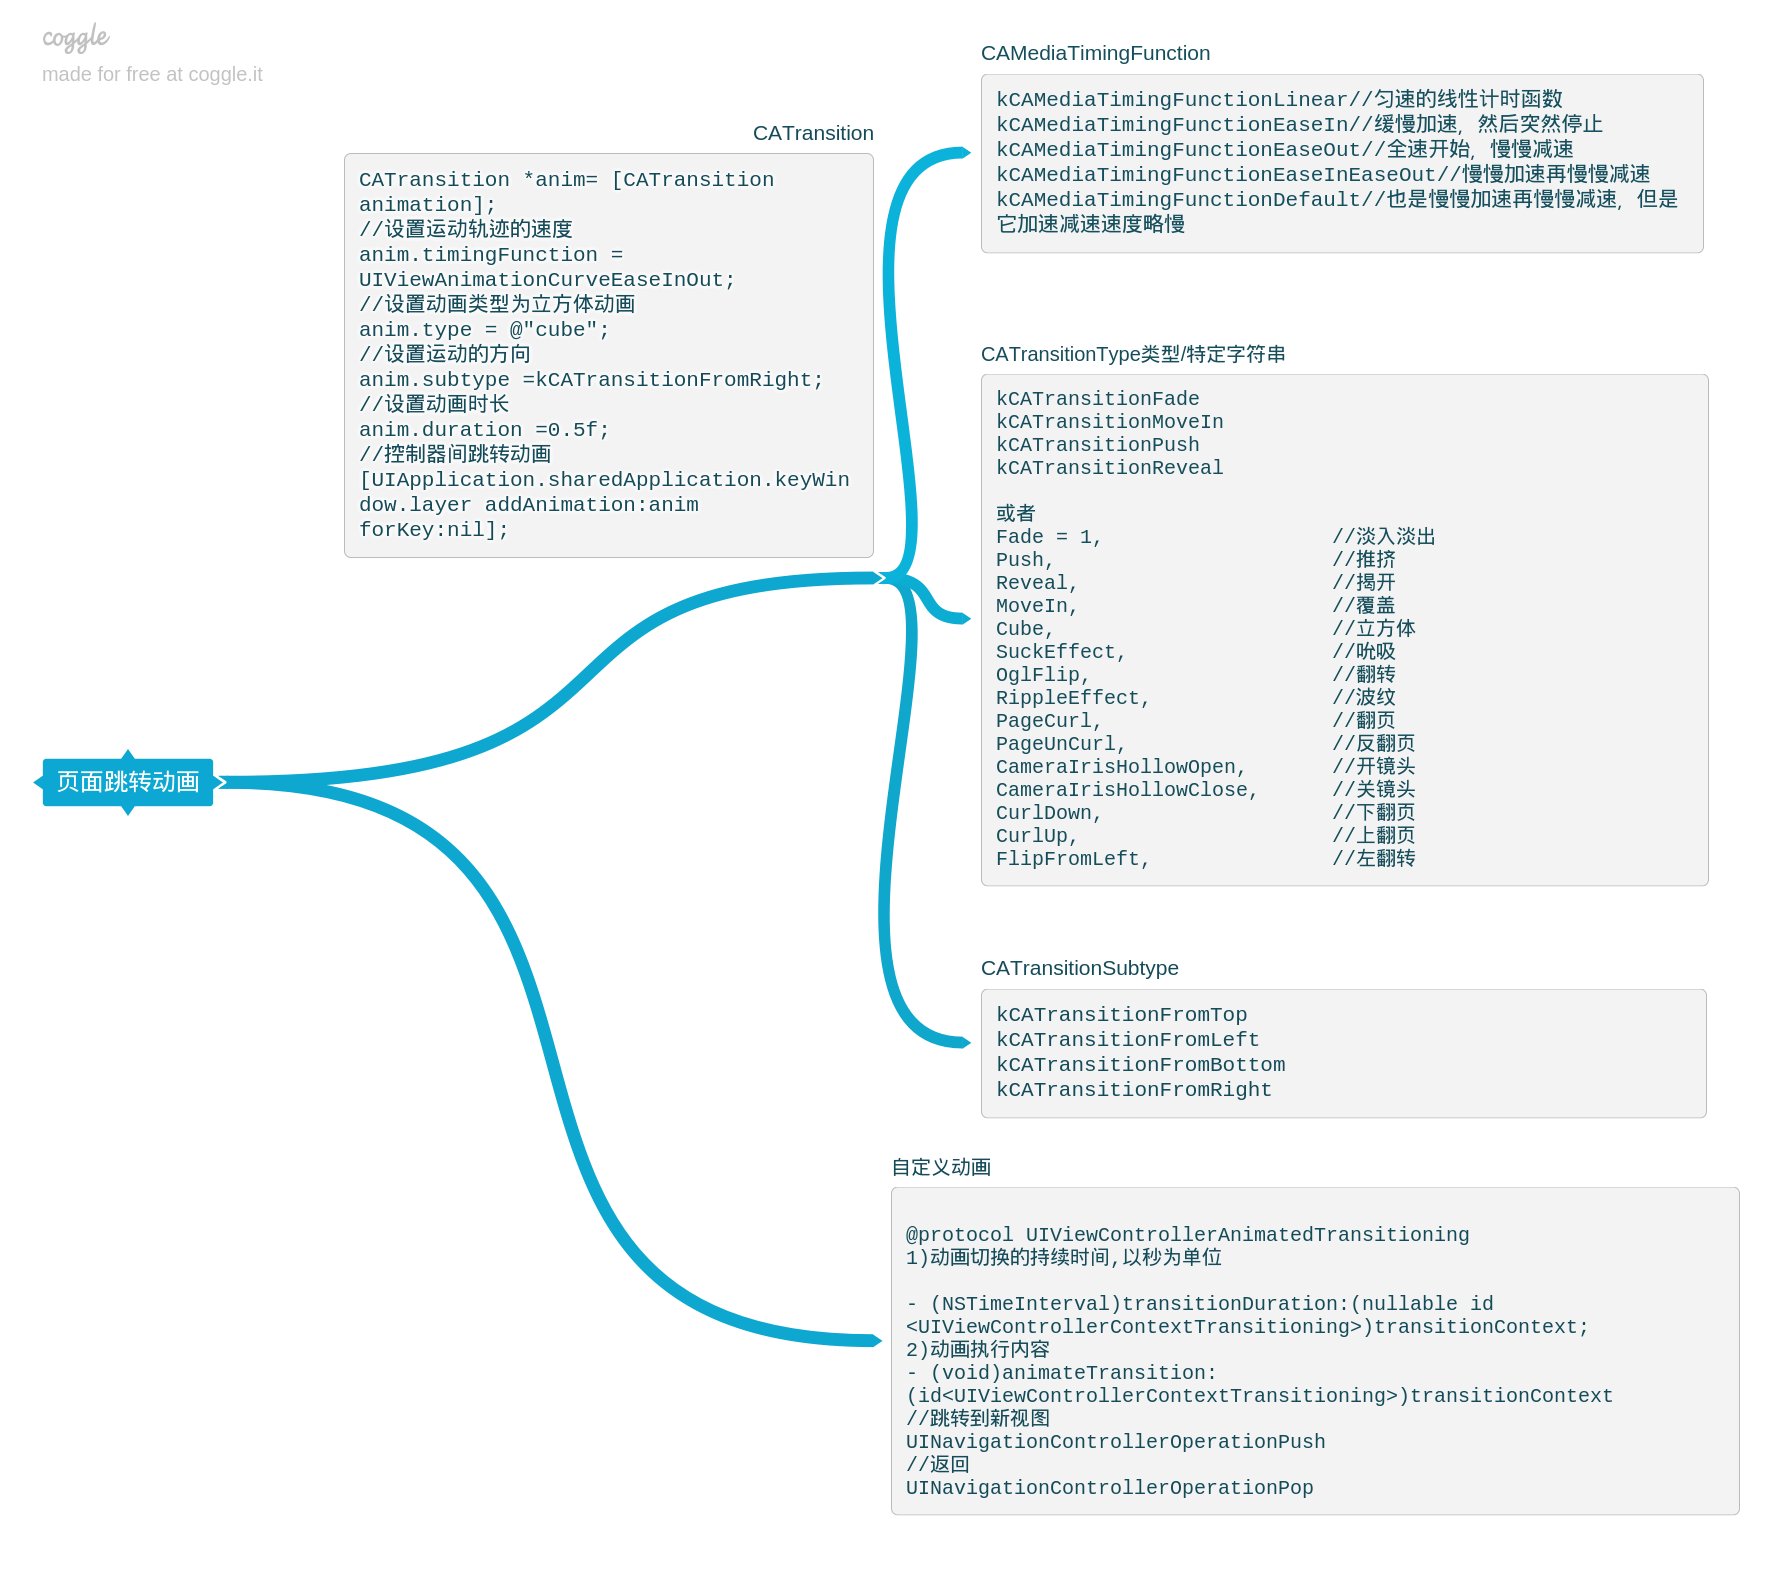 coggle
made for free at coggle.it
页面跳转动画
CATransition
CATransition *anim= [CATransition
animation];
//设置运动轨迹的速度
anim.timingFunction =
UIViewAnimationCurveEaseInOut;
//设置动画类型为立方体动画
anim.type = @"cube";
//设置运动的方向
anim.subtype =kCATransitionFromRight;
//设置动画时长
anim.duration =0.5f;
//控制器间跳转动画
[UIApplication.sharedApplication.keyWin
dow.layer addAnimation:anim
forKey:nil];
CAMediaTimingFunction
kCAMediaTimingFunctionLinear//匀速的线性计时函数
kCAMediaTimingFunctionEaseIn//缓慢加速，然后突然停止
kCAMediaTimingFunctionEaseOut//全速开始，慢慢减速
kCAMediaTimingFunctionEaseInEaseOut//慢慢加速再慢慢减速
kCAMediaTimingFunctionDefault//也是慢慢加速再慢慢减速，但是
它加速减速速度略慢
CATransitionType类型/特定字符串
kCATransitionFade
kCATransitionMoveIn
kCATransitionPush
kCATransitionReveal
或者
Fade = 1, //淡入淡出
Push, //推挤
Reveal, //揭开
MoveIn, //覆盖
Cube, //立方体
SuckEffect, //吮吸
OglFlip, //翻转
RippleEffect, //波纹
PageCurl, //翻页
PageUnCurl, //反翻页
CameraIrisHollowOpen, //开镜头
CameraIrisHollowClose, //关镜头
CurlDown, //下翻页
CurlUp, //上翻页
FlipFromLeft, //左翻转
CATransitionSubtype
kCATransitionFromTop
kCATransitionFromLeft
kCATransitionFromBottom
kCATransitionFromRight
自定义动画
@protocol UIViewControllerAnimatedTransitioning
1)动画切换的持续时间,以秒为单位
- (NSTimeInterval)transitionDuration:(nullable id
<UIViewControllerContextTransitioning>)transitionContext;
2)动画执行内容
- (void)animateTransition:
(id<UIViewControllerContextTransitioning>)transitionContext
//跳转到新视图
UINavigationControllerOperationPush
//返回
UINavigationControllerOperationPop